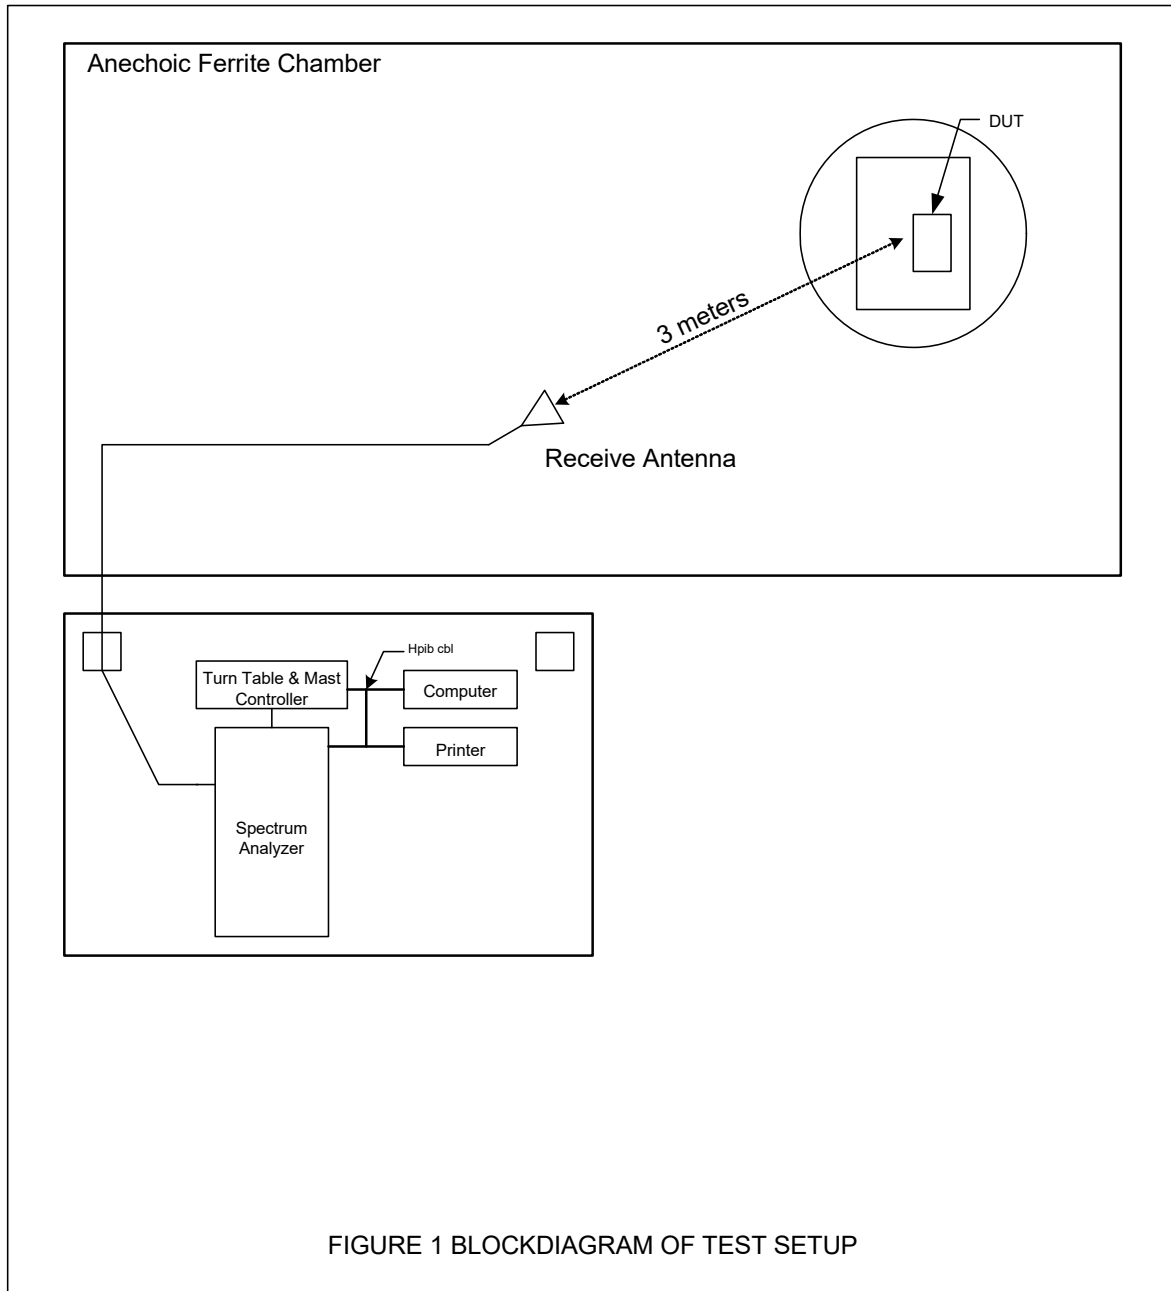 Anechoic Ferrite Chamber
DUT
3 meters
Receive Antenna
Hpib cbl
Turn Table & Mast
Controller
Computer
Printer
Spectrum
Analyzer
FIGURE 1 BLOCKDIAGRAM OF TEST SETUP